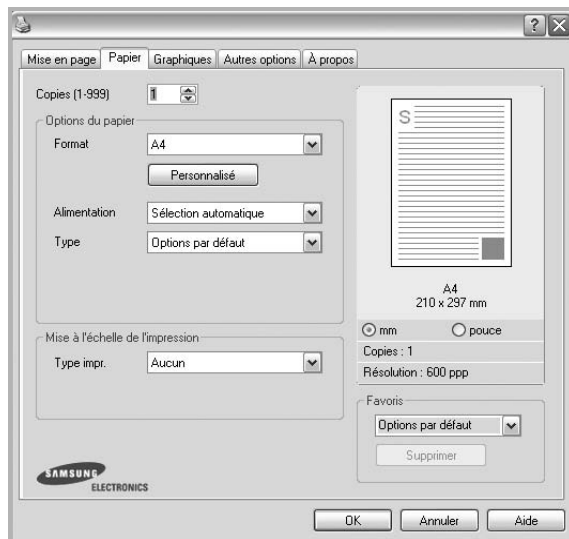 Mise en page Papier Graphiques Autres options À propos
Copies (1-999) 1
Options du papier
Format A4
Personnalisé
Alimentation Sélection automatique
Type Options par défaut
Mise à l'échelle de l'impression
Type impr. Aucun
SAMSUNG
ELECTRONICS
S
A4
210 x 297 mm
mm pouce
Copies : 1
Résolution : 600 ppp
Favoris
Options par défaut
Supprimer
OK Annuler Aide